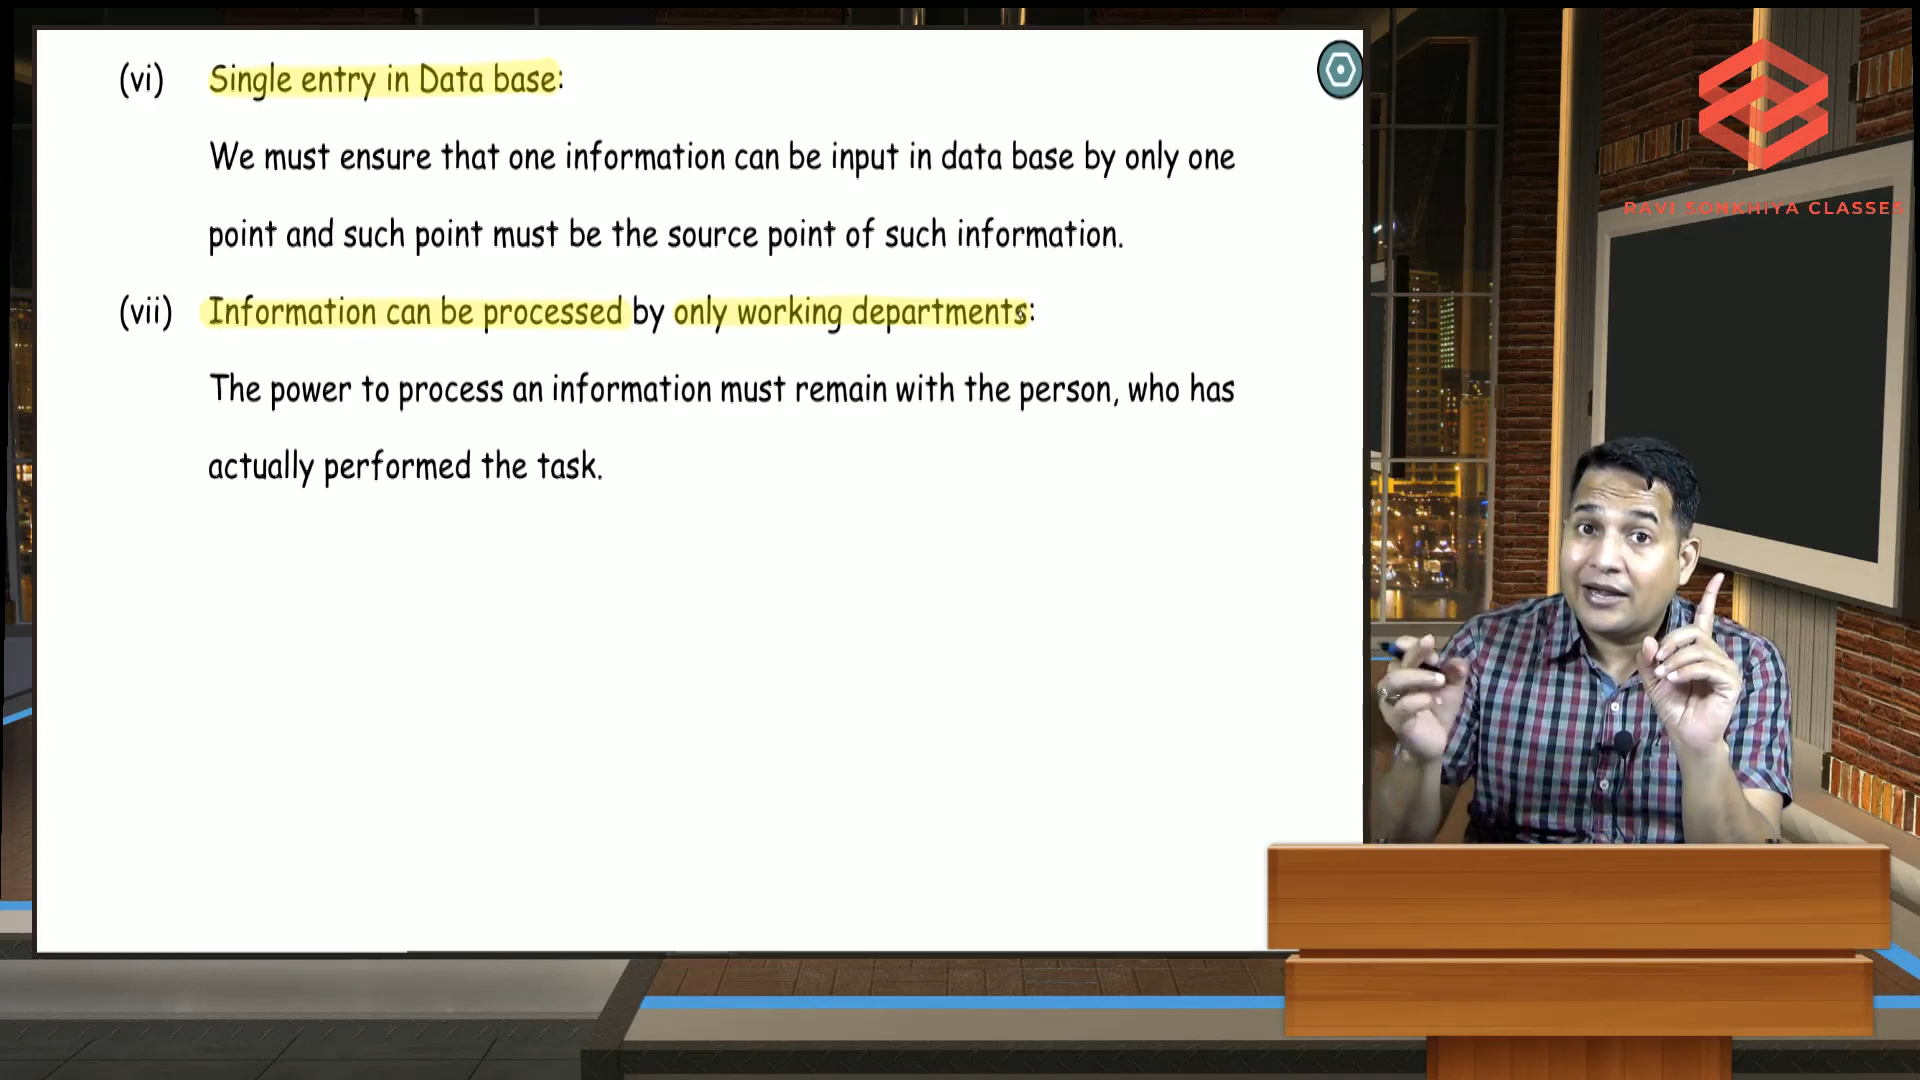 (vi) Single entry in Data base:
We must ensure that one information can be input in data base by only one
point and such point must be the source point of such information.
(vii) Information can be processed by only working departments:
The power to process an information must remain with the person, who has
actually performed the task.
RAVI SONKHIYA CLASSES